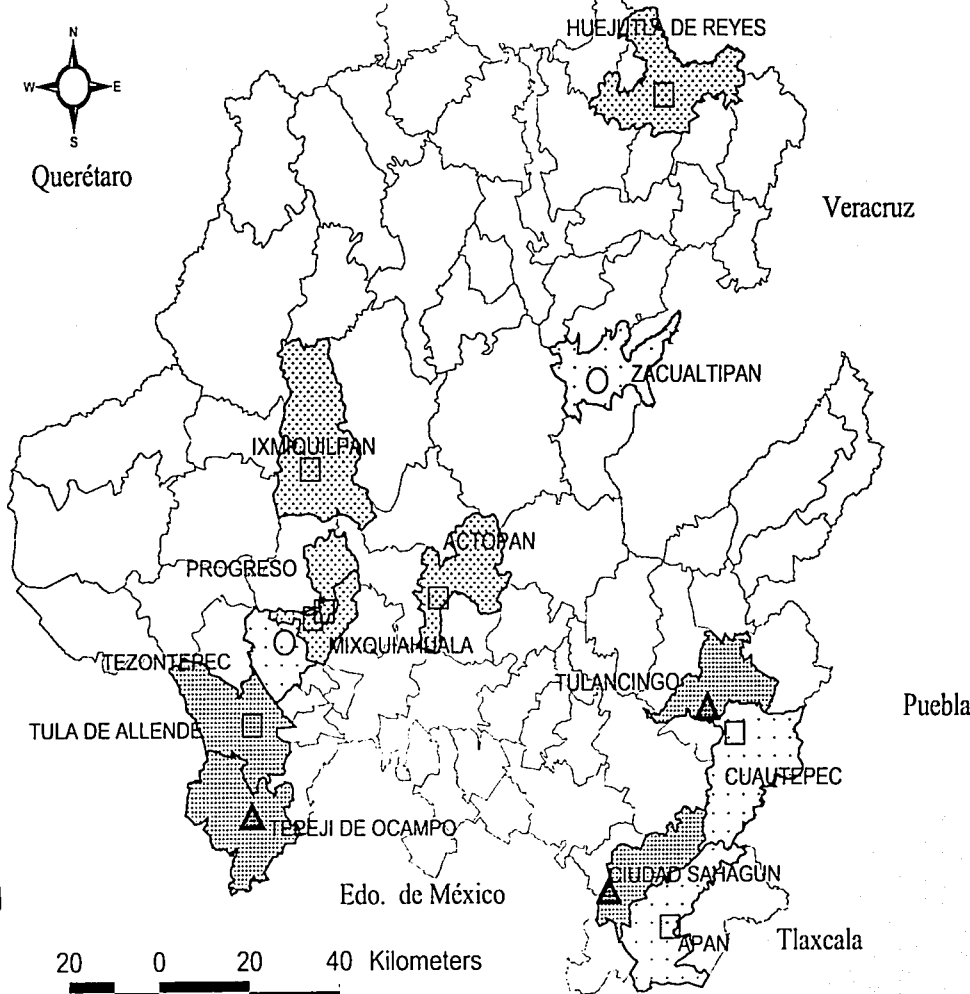 HUEJUTLA DE REYES
N
W E
S
Querétaro
Veracruz
ZACUALTIPAN
IXMIQUILPAN
ACTOPAN
PROGRESO
MIXQUIAHUALA
TEZONTEPEC
TULANCINGO
Puebla
TULA DE ALLENDE
CUAUTEPEC
TEPEJI DE OCAMPO
CIUDAD SAHAGUN
Edo. de México
APAN
Tlaxcala
20 0 20 40 Kilometers